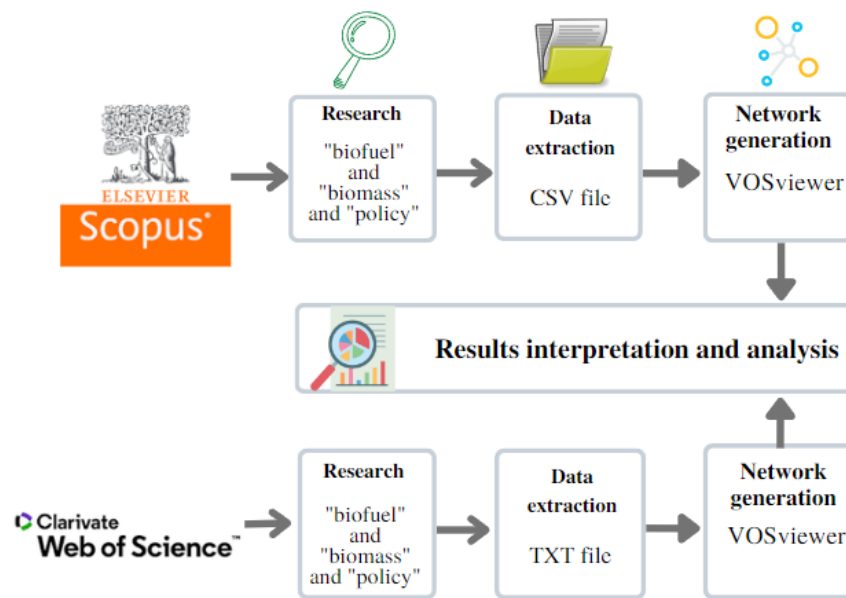 ELSEVIER
Scopus®
Research
"biofuel"
and
"biomass"
and "policy"
Data
extraction
CSV file
Network
generation
VOSviewer
Results interpretation and analysis
Clarivate
Web of Science™
Research
"biofuel"
and
"biomass"
and "policy"
Data
extraction
TXT file
Network
generation
VOSviewer